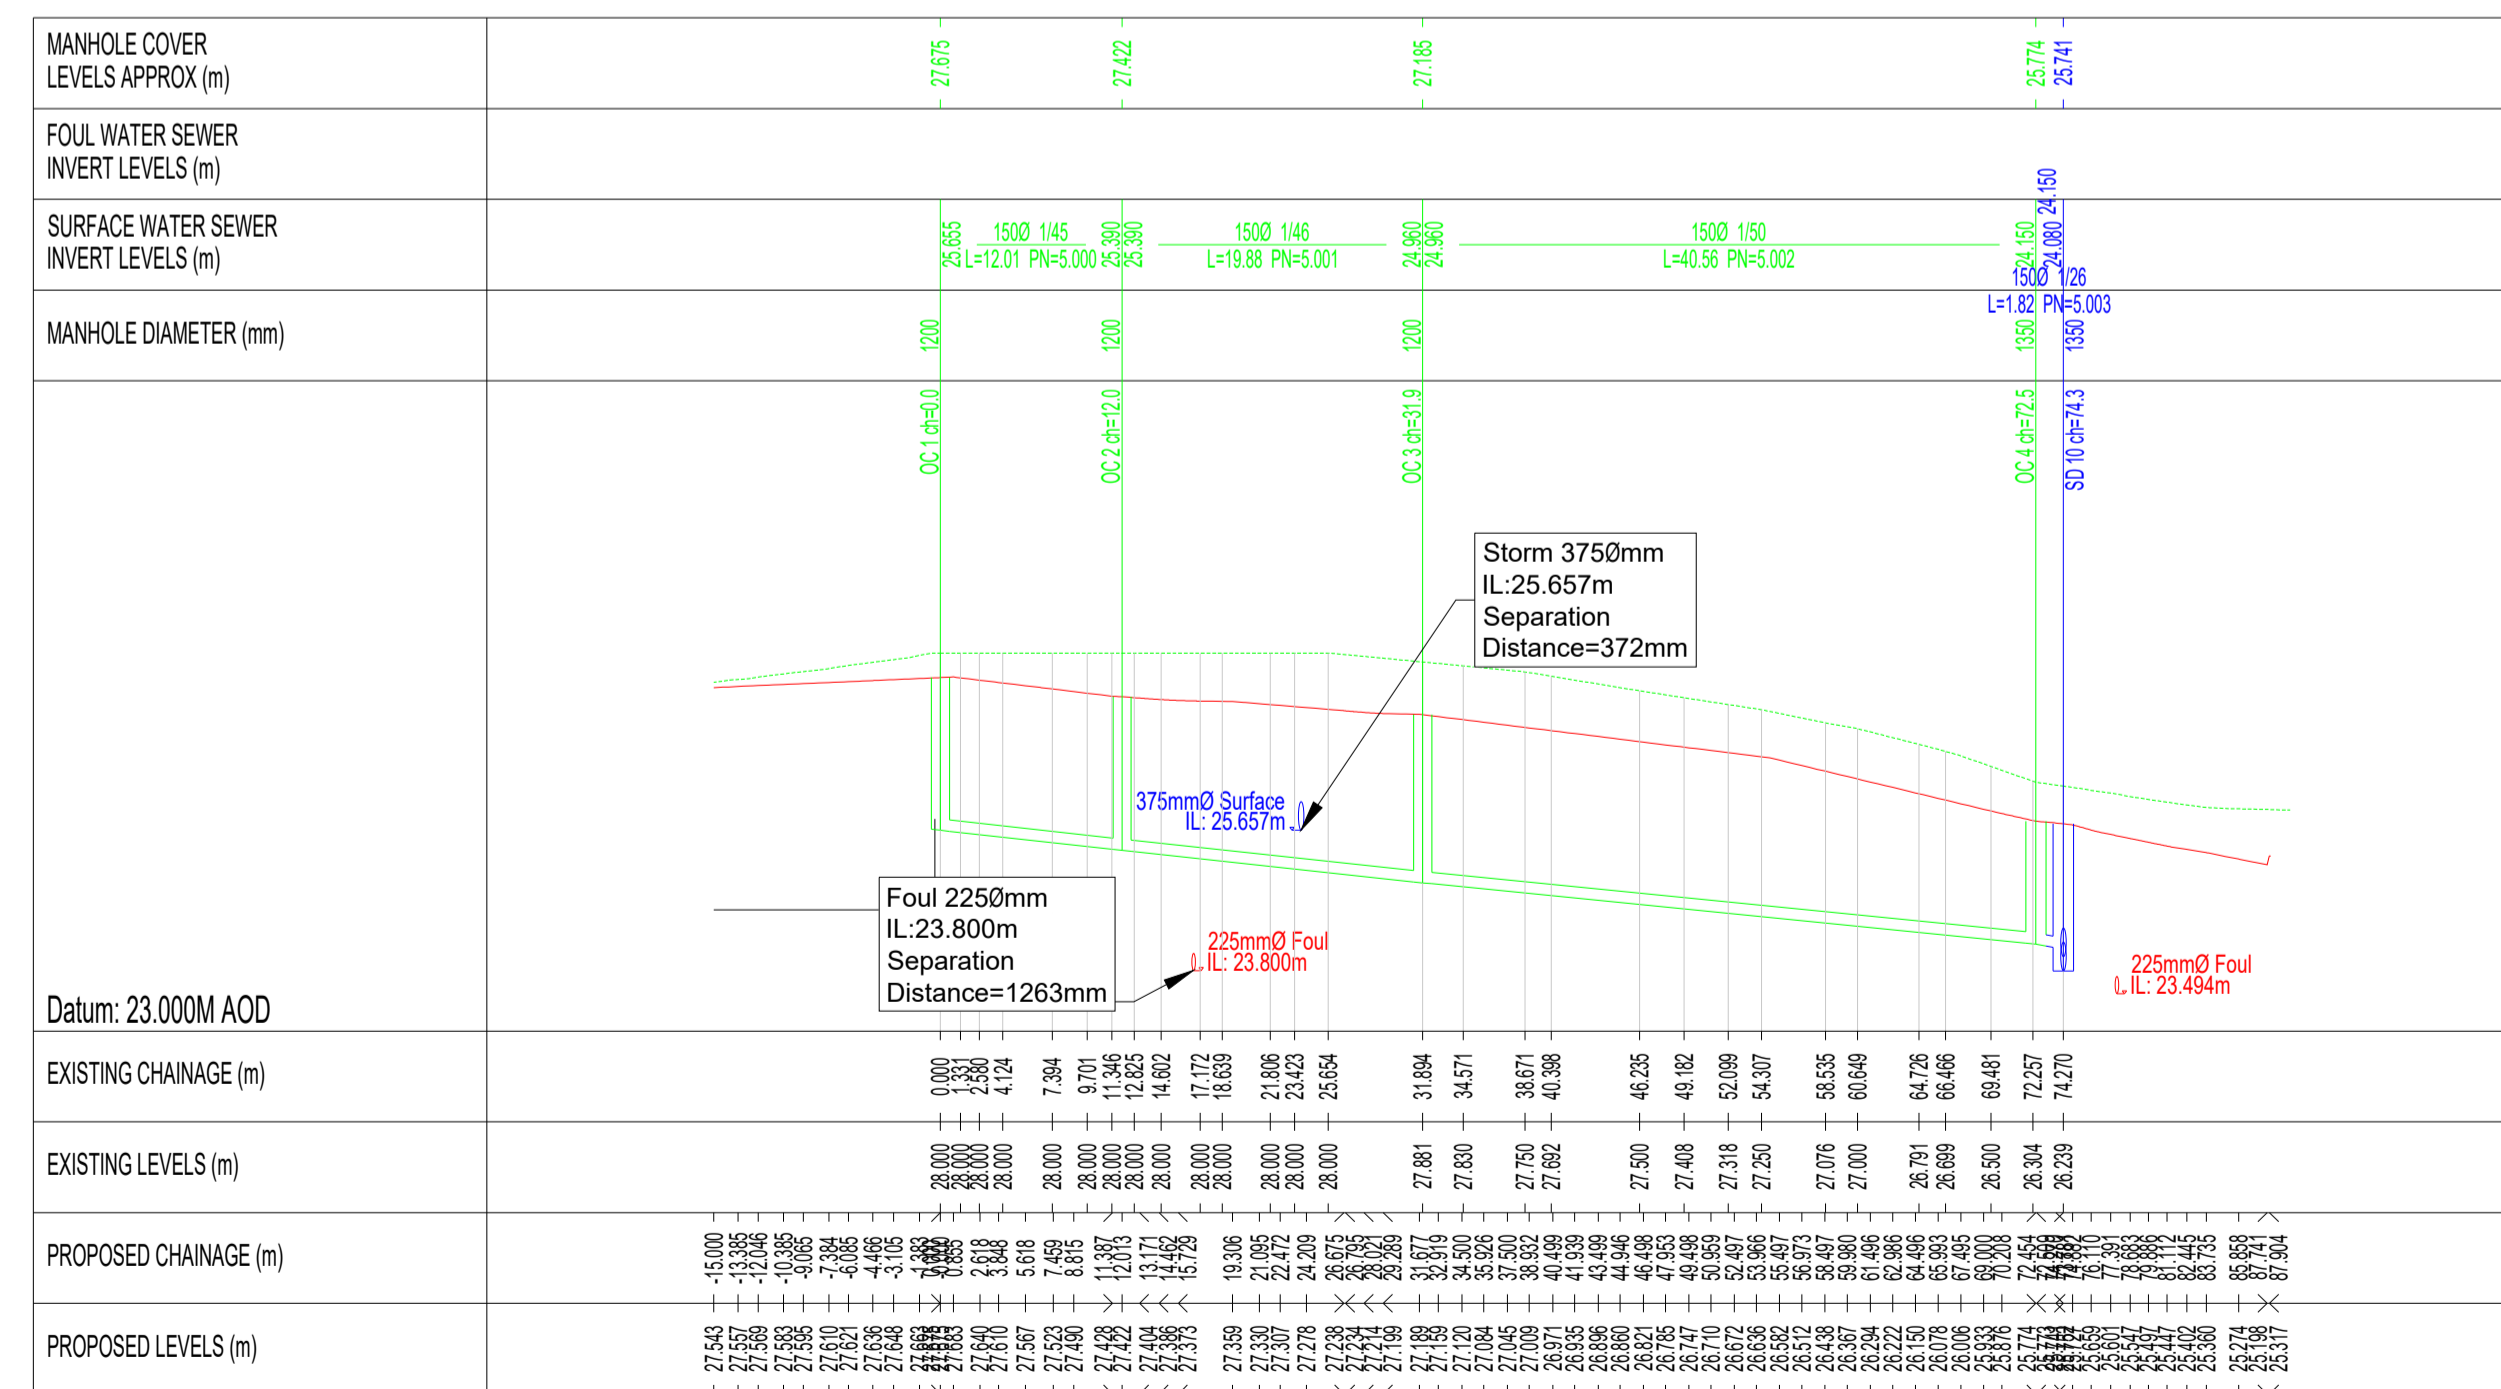 MANHOLE COVER
LEVELS APPROX (m)
27.675 27.422 27.185 25.774 25.741
FOUL WATER SEWER
INVERT LEVELS (m)
SURFACE WATER SEWER
INVERT LEVELS (m)
25.655 150Ø 1/45 25.390 25.390 150Ø 1/46 24.960 24.960 150Ø 1/50 24.150 24.080 24.150
L=12.01 PN=5.000 L=19.88 PN=5.001 L=40.56 PN=5.002
150Ø 1/26
L=1.82 PN=5.003
MANHOLE DIAMETER (mm)
1200 1200 1200 1350 1350
OC 1 ch=0.0 OC 2 ch=12.0 OC 3 ch=31.9 OC 4 ch=72.5 SD 10 ch=74.3
Storm 375Ømm
IL:25.657m
Separation
Distance=372mm
375mmØ Surface
IL: 25.657m
Foul 225Ømm
IL:23.800m
Separation
Distance=1263mm
225mmØ Foul
IL: 23.800m
225mmØ Foul
IL: 23.494m
Datum: 23.000M AOD
EXISTING CHAINAGE (m)
0.000 1.331 2.580 4.124 7.394 9.701 11.346 12.825 14.602 17.172 18.639 21.806 23.423 25.654 31.894 34.571 38.671 40.398 46.235 49.182 52.099 54.307 58.535 60.649 64.726 66.466 69.481 72.257 74.270
EXISTING LEVELS (m)
28.000 28.000 28.000 28.000 28.000 28.000 28.000 28.000 28.000 28.000 28.000 28.000 28.000 28.000 27.881 27.830 27.750 27.692 27.500 27.408 27.318 27.250 27.076 27.000 26.791 26.699 26.500 26.304 26.239
PROPOSED CHAINAGE (m)
-15.000 -13.385 -12.046 -10.385 -9.065 -7.384 -6.085 -4.466 -3.105 0.855 2.618 3.848 5.618 7.459 8.815 11.387 12.013 13.171 14.462 15.729 19.306 21.095 22.472 24.209 26.675 26.795 28.021 29.289 31.677 32.919 34.500 35.926 37.500 38.932 40.499 41.939 43.499 44.946 46.498 47.953 49.498 50.959 52.497 53.966 55.497 56.973 58.497 59.980 61.496 62.986 64.496 65.993 67.495 69.000 70.208 72.454 76.110 77.391 78.683 79.886 81.112 82.445 83.735 85.858 87.741 87.904
PROPOSED LEVELS (m)
27.543 27.557 27.569 27.583 27.595 27.610 27.621 27.636 27.648 27.663 27.683 27.640 27.610 27.567 27.523 27.490 27.428 27.422 27.404 27.386 27.373 27.359 27.330 27.307 27.278 27.238 27.234 27.214 27.199 27.189 27.159 27.120 27.084 27.045 27.009 26.971 26.935 26.896 26.860 26.821 26.785 26.747 26.710 26.672 26.636 26.582 26.512 26.438 26.367 26.294 26.222 26.150 26.078 26.006 25.933 25.876 25.774 25.659 25.601 25.547 25.497 25.447 25.402 25.360 25.274 25.198 25.317